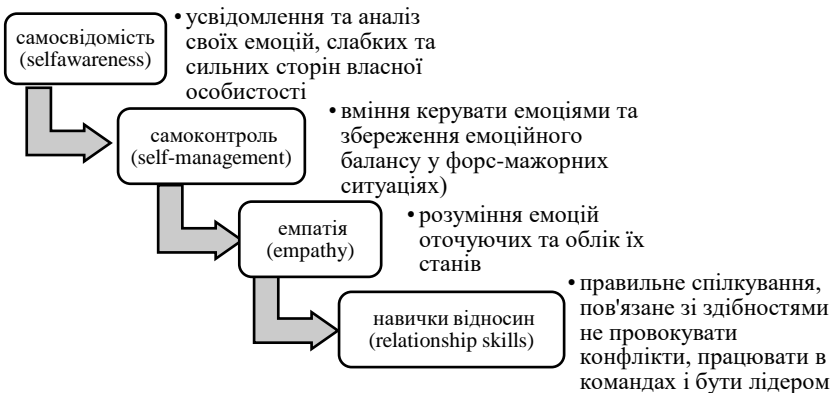 самосвідомість
(selfawareness)
• усвідомлення та аналіз
своїх емоцій, слабких та
сильних сторін власної
особистості
самоконтроль
(self-management)
• вміння керувати емоціями та
збереження емоційного
балансу у форс-мажорних
ситуаціях)
емпатія
(empathy)
• розуміння емоцій
оточуючих та облік їх
станів
навички відносин
(relationship skills)
• правильне спілкування,
пов'язане зі здібностями
не провокувати
конфлікти, працювати в
командах і бути лідером